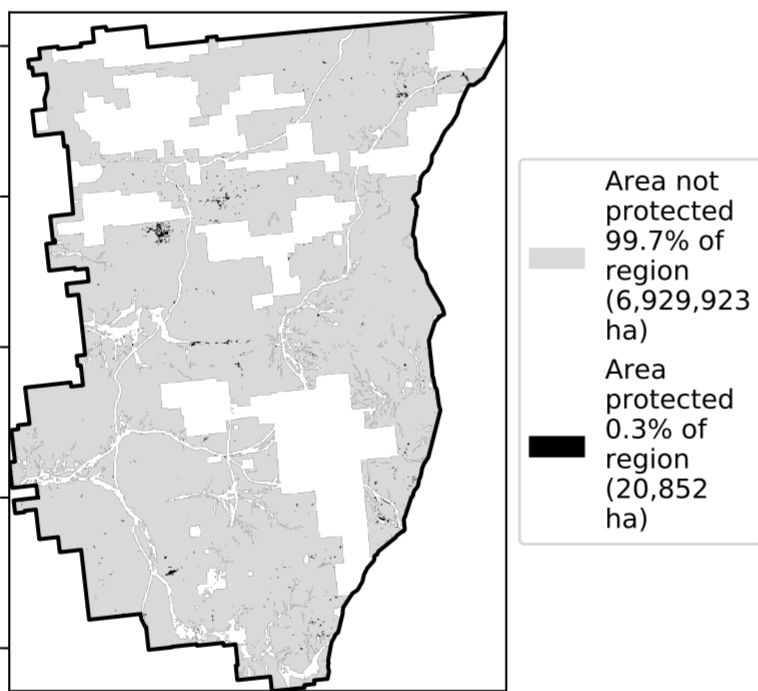 Area not
protected
99.7% of
region
(6,929,923
ha)
Area
protected
0.3% of
region
(20,852
ha)